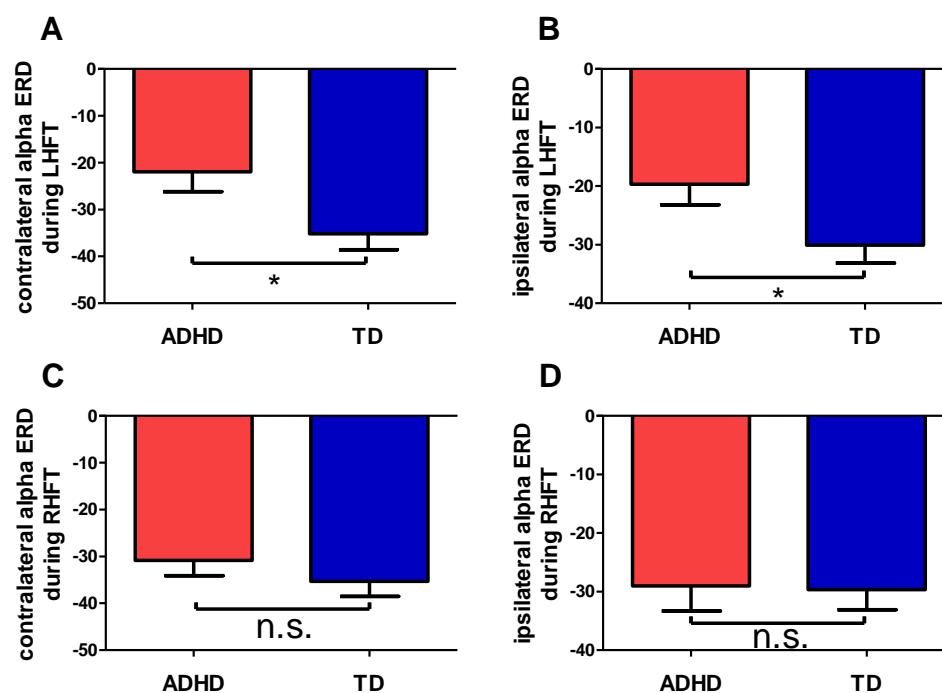 A
contralateral alpha ERD
during LHFT
0
-10
-20
-30
-40
-50
*
ADHD
TD
B
ipsilateral alpha ERD
during LHFT
0
-10
-20
-30
-40
*
ADHD
TD
C
contralateral alpha ERD
during RHFT
0
-10
-20
-30
-40
-50
n.s.
ADHD
TD
D
ipsilateral alpha ERD
during RHFT
0
-10
-20
-30
-40
n.s.
ADHD
TD